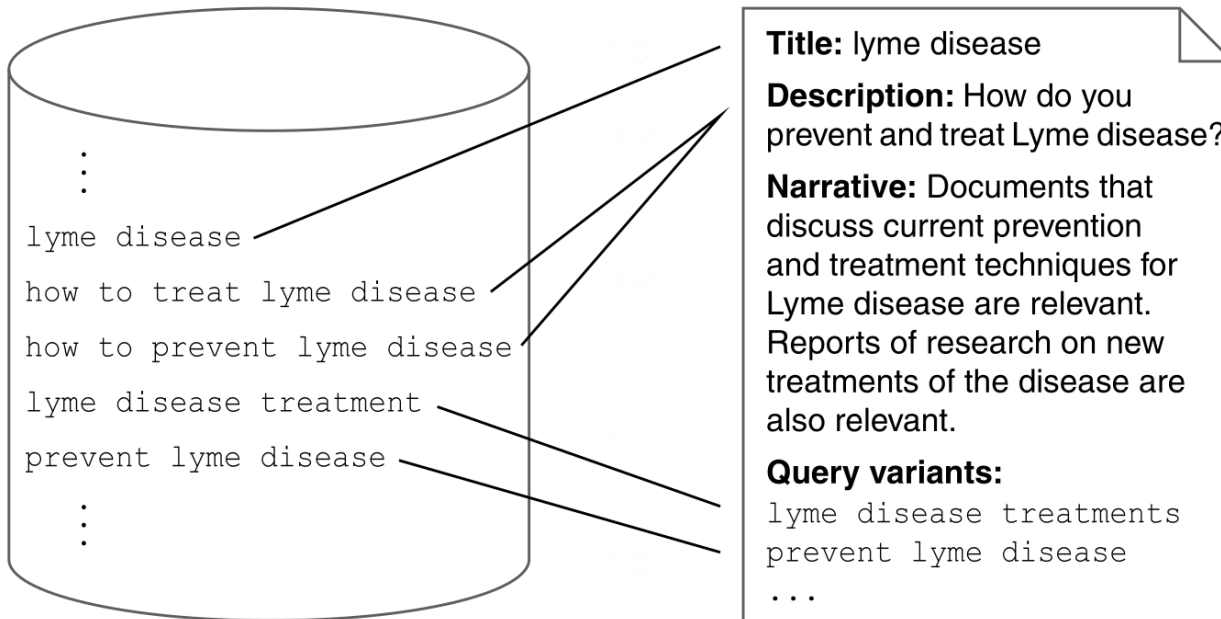 lyme disease
how to treat lyme disease
how to prevent lyme disease
lyme disease treatment
prevent lyme disease
Title: lyme disease
Description: How do you
prevent and treat Lyme disease?
Narrative: Documents that
discuss current prevention
and treatment techniques for
Lyme disease are relevant.
Reports of research on new
treatments of the disease are
also relevant.
Query variants:
lyme disease treatments
prevent lyme disease
...